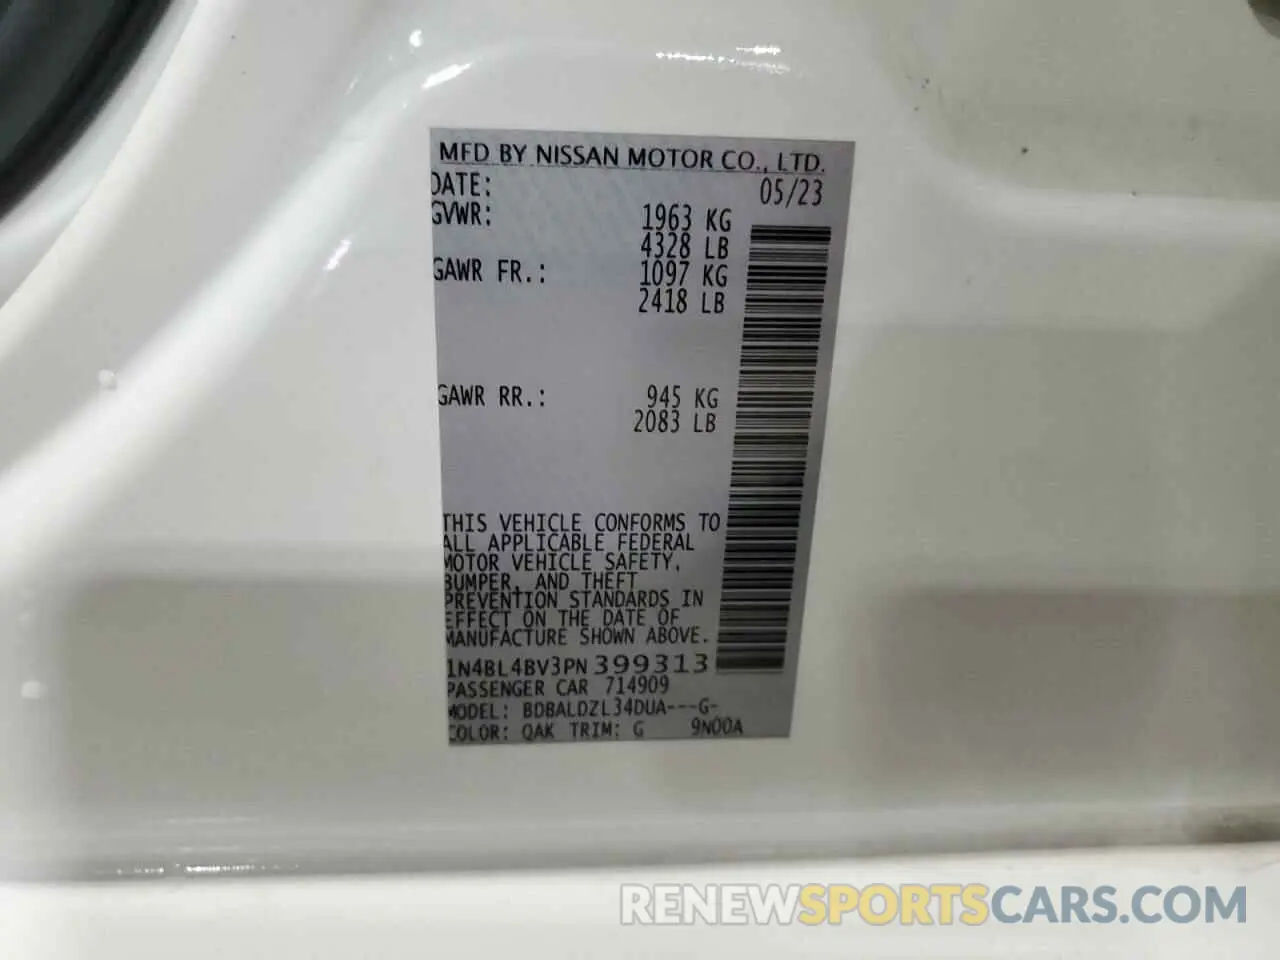 MFD BY NISSAN MOTOR CO., LTD.
DATE: 05/23
GVWR: 1963 KG
4328 LB
GAWR FR.: 1097 KG
2418 LB
GAWR RR.: 945 KG
2083 LB
THIS VEHICLE CONFORMS TO
ALL APPLICABLE FEDERAL
MOTOR VEHICLE SAFETY,
BUMPER, AND THEFT
PREVENTION STANDARDS IN
EFFECT ON THE DATE OF
MANUFACTURE SHOWN ABOVE.
1N4BL4BV3PN399313
PASSENGER CAR 714909
MODEL: BDBALDZL34DUA---G-
COLOR: QAK TRIM: G 9N00A
RENEWSPORTSCARS.COM